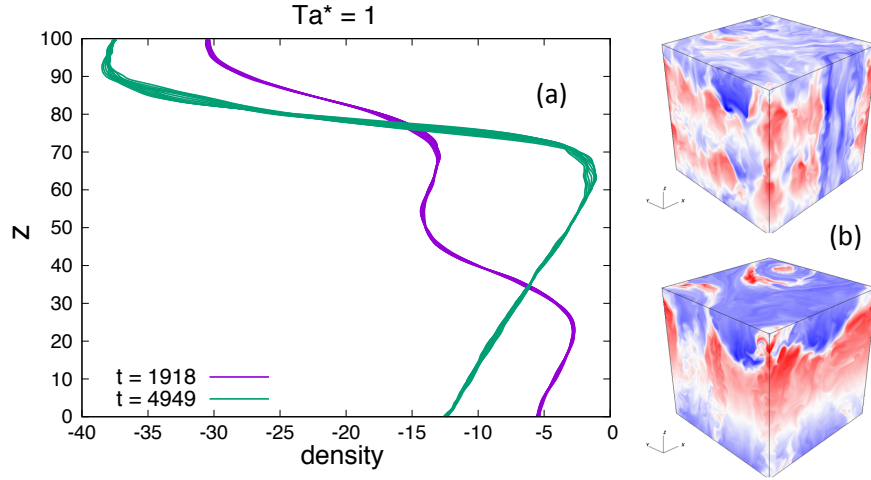 Ta* = 1
100
90
80
70
60
50
40
30
20
10
0
z
(a)
t = 1918
t = 4949
-40 -35 -30 -25 -20 -15 -10 -5 0
density
Z
Y X
(b)
Z
Y X